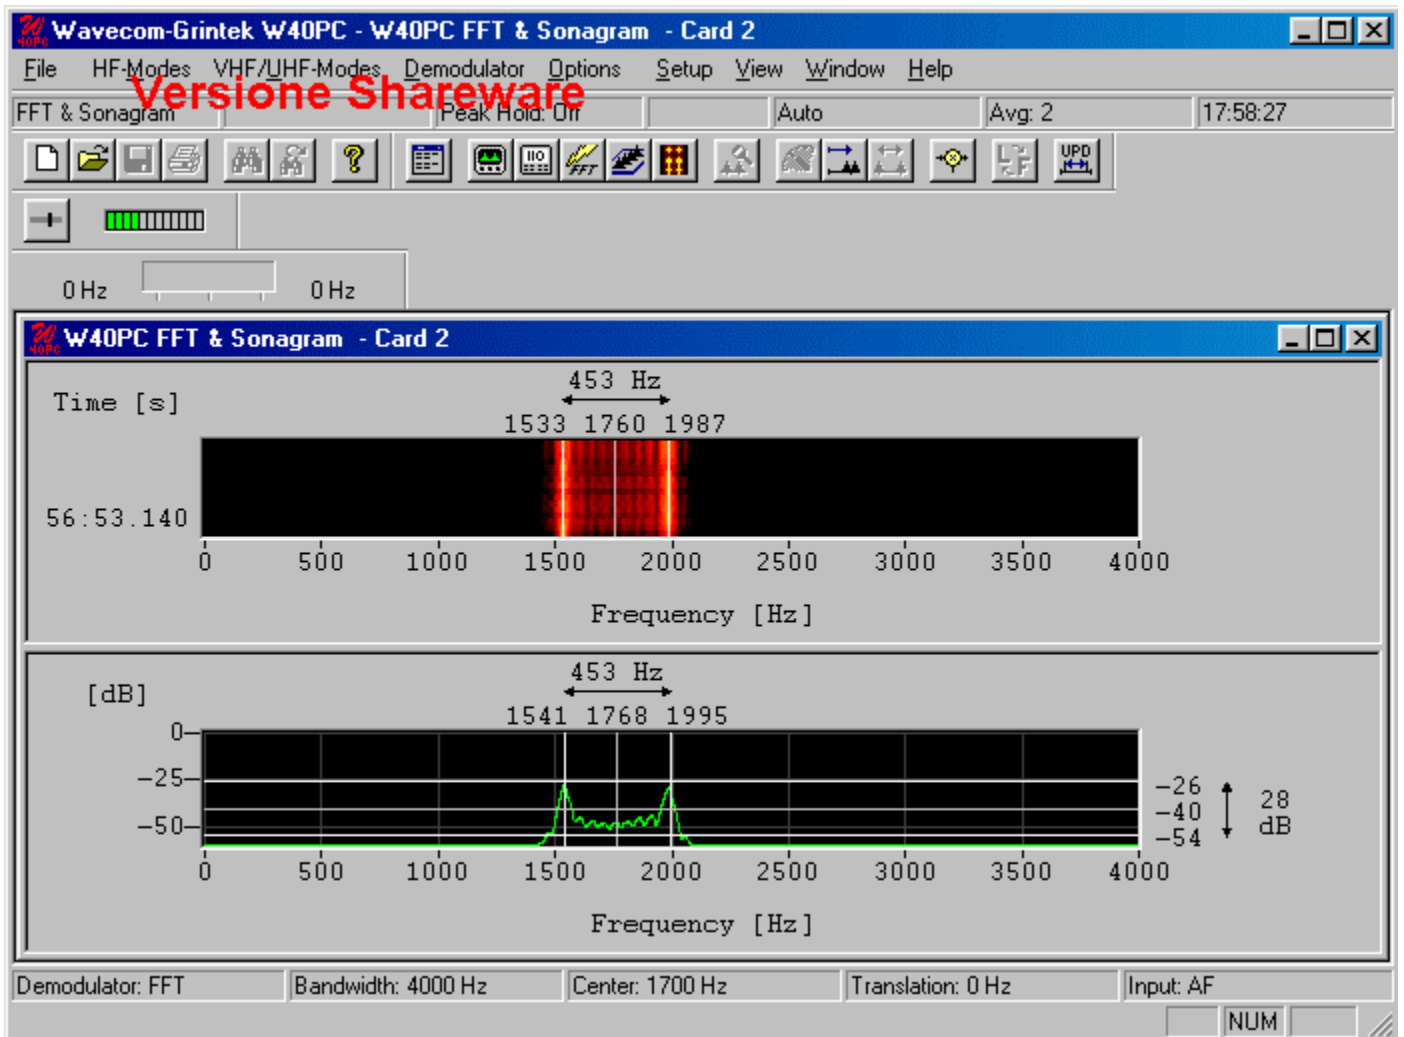 Wavecom-Grintek W40PC - W40PC FFT & Sonagram - Card 2
File HF-Modes VHF/UHF-Modes Demodulator Options Setup View Window Help
Versione Shareware
FFT & Sonagram Peak Hold: Off Auto Avg: 2 17:58:27
FFT UPD
0 Hz 0 Hz
W40PC FFT & Sonagram - Card 2
453 Hz
Time [s]
1533 1760 1987
56:53.140
0 500 1000 1500 2000 2500 3000 3500 4000
Frequency [Hz]
453 Hz
[dB]
1541 1768 1995
0
-25
-50
-26
-40
-54
28
dB
0 500 1000 1500 2000 2500 3000 3500 4000
Frequency [Hz]
Demodulator: FFT Bandwidth: 4000 Hz Center: 1700 Hz Translation: 0 Hz Input: AF
NUM